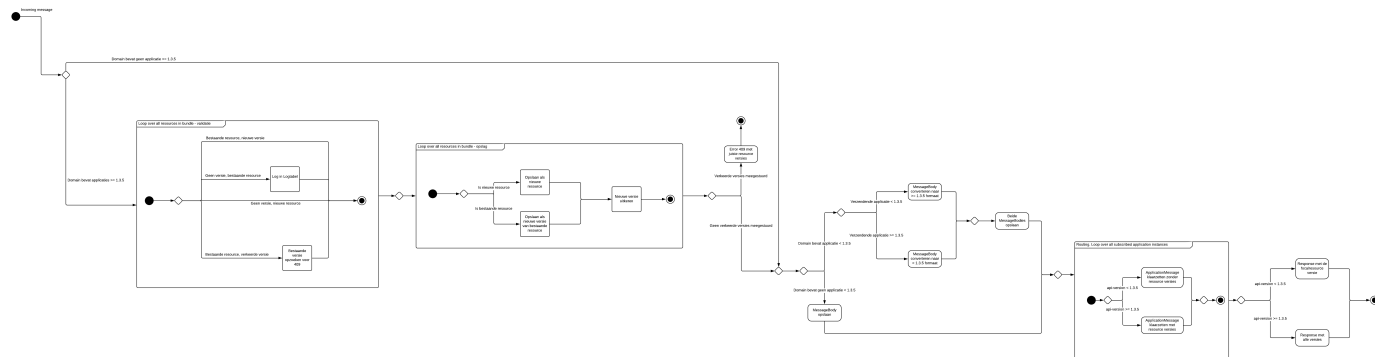 Incoming message
Domain bevat geen applicatie >= 1.3.5
Domain bevat applicaties >= 1.3.5
Loop over all resources in bundle - validatie
Bestaande resource, nieuwe versie
Geen versie, bestaande resource
Log in Logtabel
Geen versie, nieuwe resource
Bestaande resource, verkeerde versie
Bestaande
versie
opzoeken voor
409
Loop over all resources in bundle - opslag
Is nieuwe resource
Opslaan als
nieuwe
resource
Is bestaande resource
Opslaan als
nieuwe versie
van bestaande
resource
Nieuwe versie
uitkeren
Error 409 met
juiste resource
versies
Verkeerde versies meegestuurd
Geen verkeerde versies meegestuurd
Domain bevat applicatie < 1.3.5
Domain bevat geen applicatie < 1.3.5
MessageBody
opslaan
Verzendende applicatie < 1.3.5
MessageBody
converteren naar
>= 1.3.5 formaat
Verzendende applicatie >= 1.3.5
MessageBody
converteren naar
< 1.3.5 formaat
Beide
MessageBodies
opslaan
Routing. Loop over all subscribed application instances
api-version < 1.3.5
ApplicationMessage
klaarzetten zonder
resource versies
api-version >= 1.3.5
ApplicationMessage
klaarzetten met
resource versies
api-version < 1.3.5
Response met de
focalresource
versie
api-version >= 1.3.5
Response met
alle versies